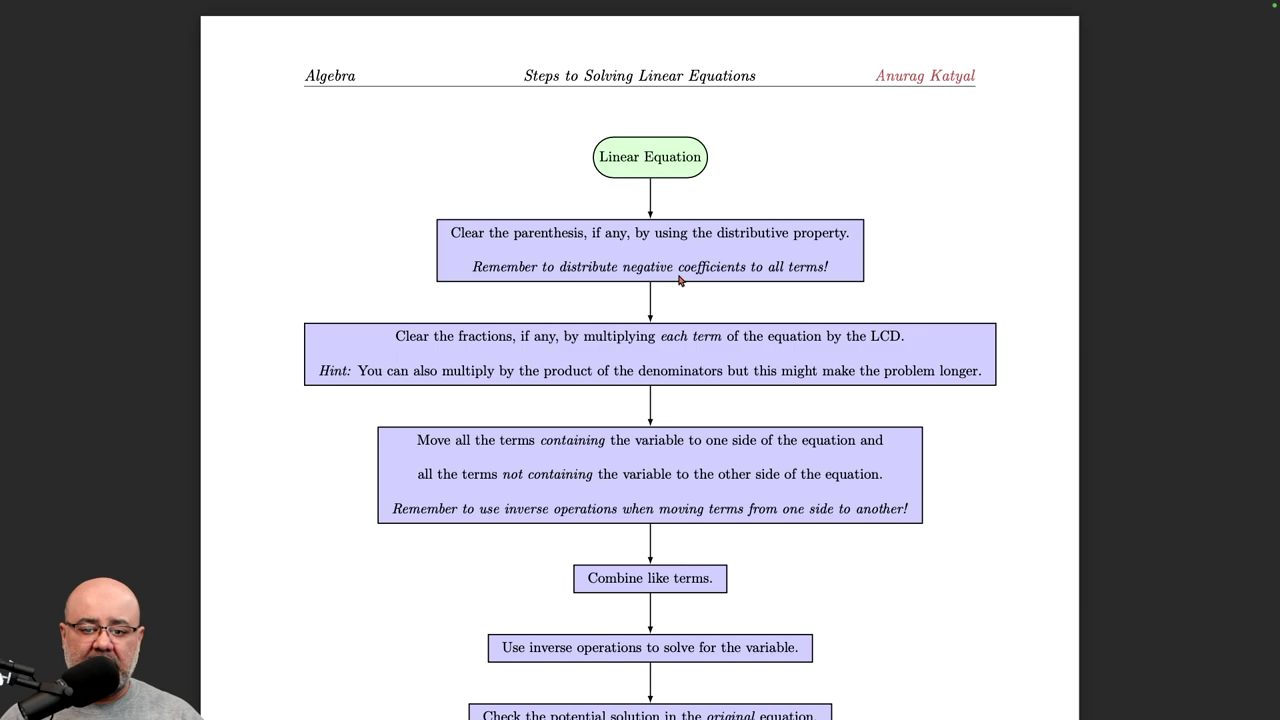 Algebra Steps to Solving Linear Equations Anurag Katyal
Linear Equation
Clear the parenthesis, if any, by using the distributive property.
Remember to distribute negative coefficients to all terms!
Clear the fractions, if any, by multiplying each term of the equation by the LCD.
Hint: You can also multiply by the product of the denominators but this might make the problem longer.
Move all the terms containing the variable to one side of the equation and
all the terms not containing the variable to the other side of the equation.
Remember to use inverse operations when moving terms from one side to another!
Combine like terms.
Use inverse operations to solve for the variable.
Check the potential solution in the original equation.